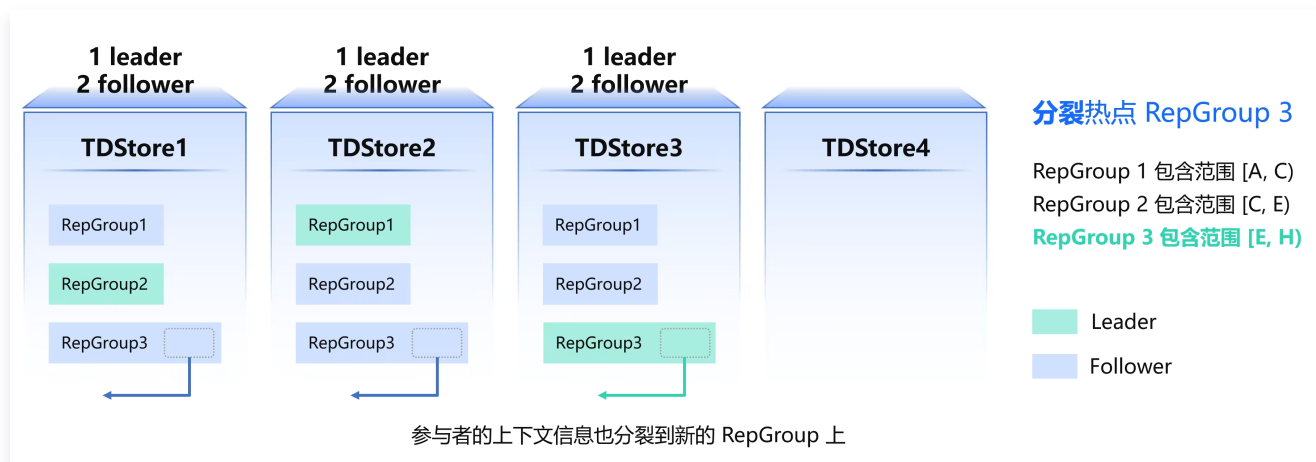 1 leader
2 follower
1 leader
2 follower
1 leader
2 follower
TDStore1
TDStore2
TDStore3
TDStore4
RepGroup1
RepGroup1
RepGroup1
RepGroup2
RepGroup2
RepGroup2
RepGroup3
RepGroup3
RepGroup3
分裂热点 RepGroup 3
RepGroup 1 包含范围 [A, C)
RepGroup 2 包含范围 [C, E)
RepGroup 3 包含范围 [E, H)
Leader
Follower
参与者的上下文信息也分裂到新的 RepGroup 上